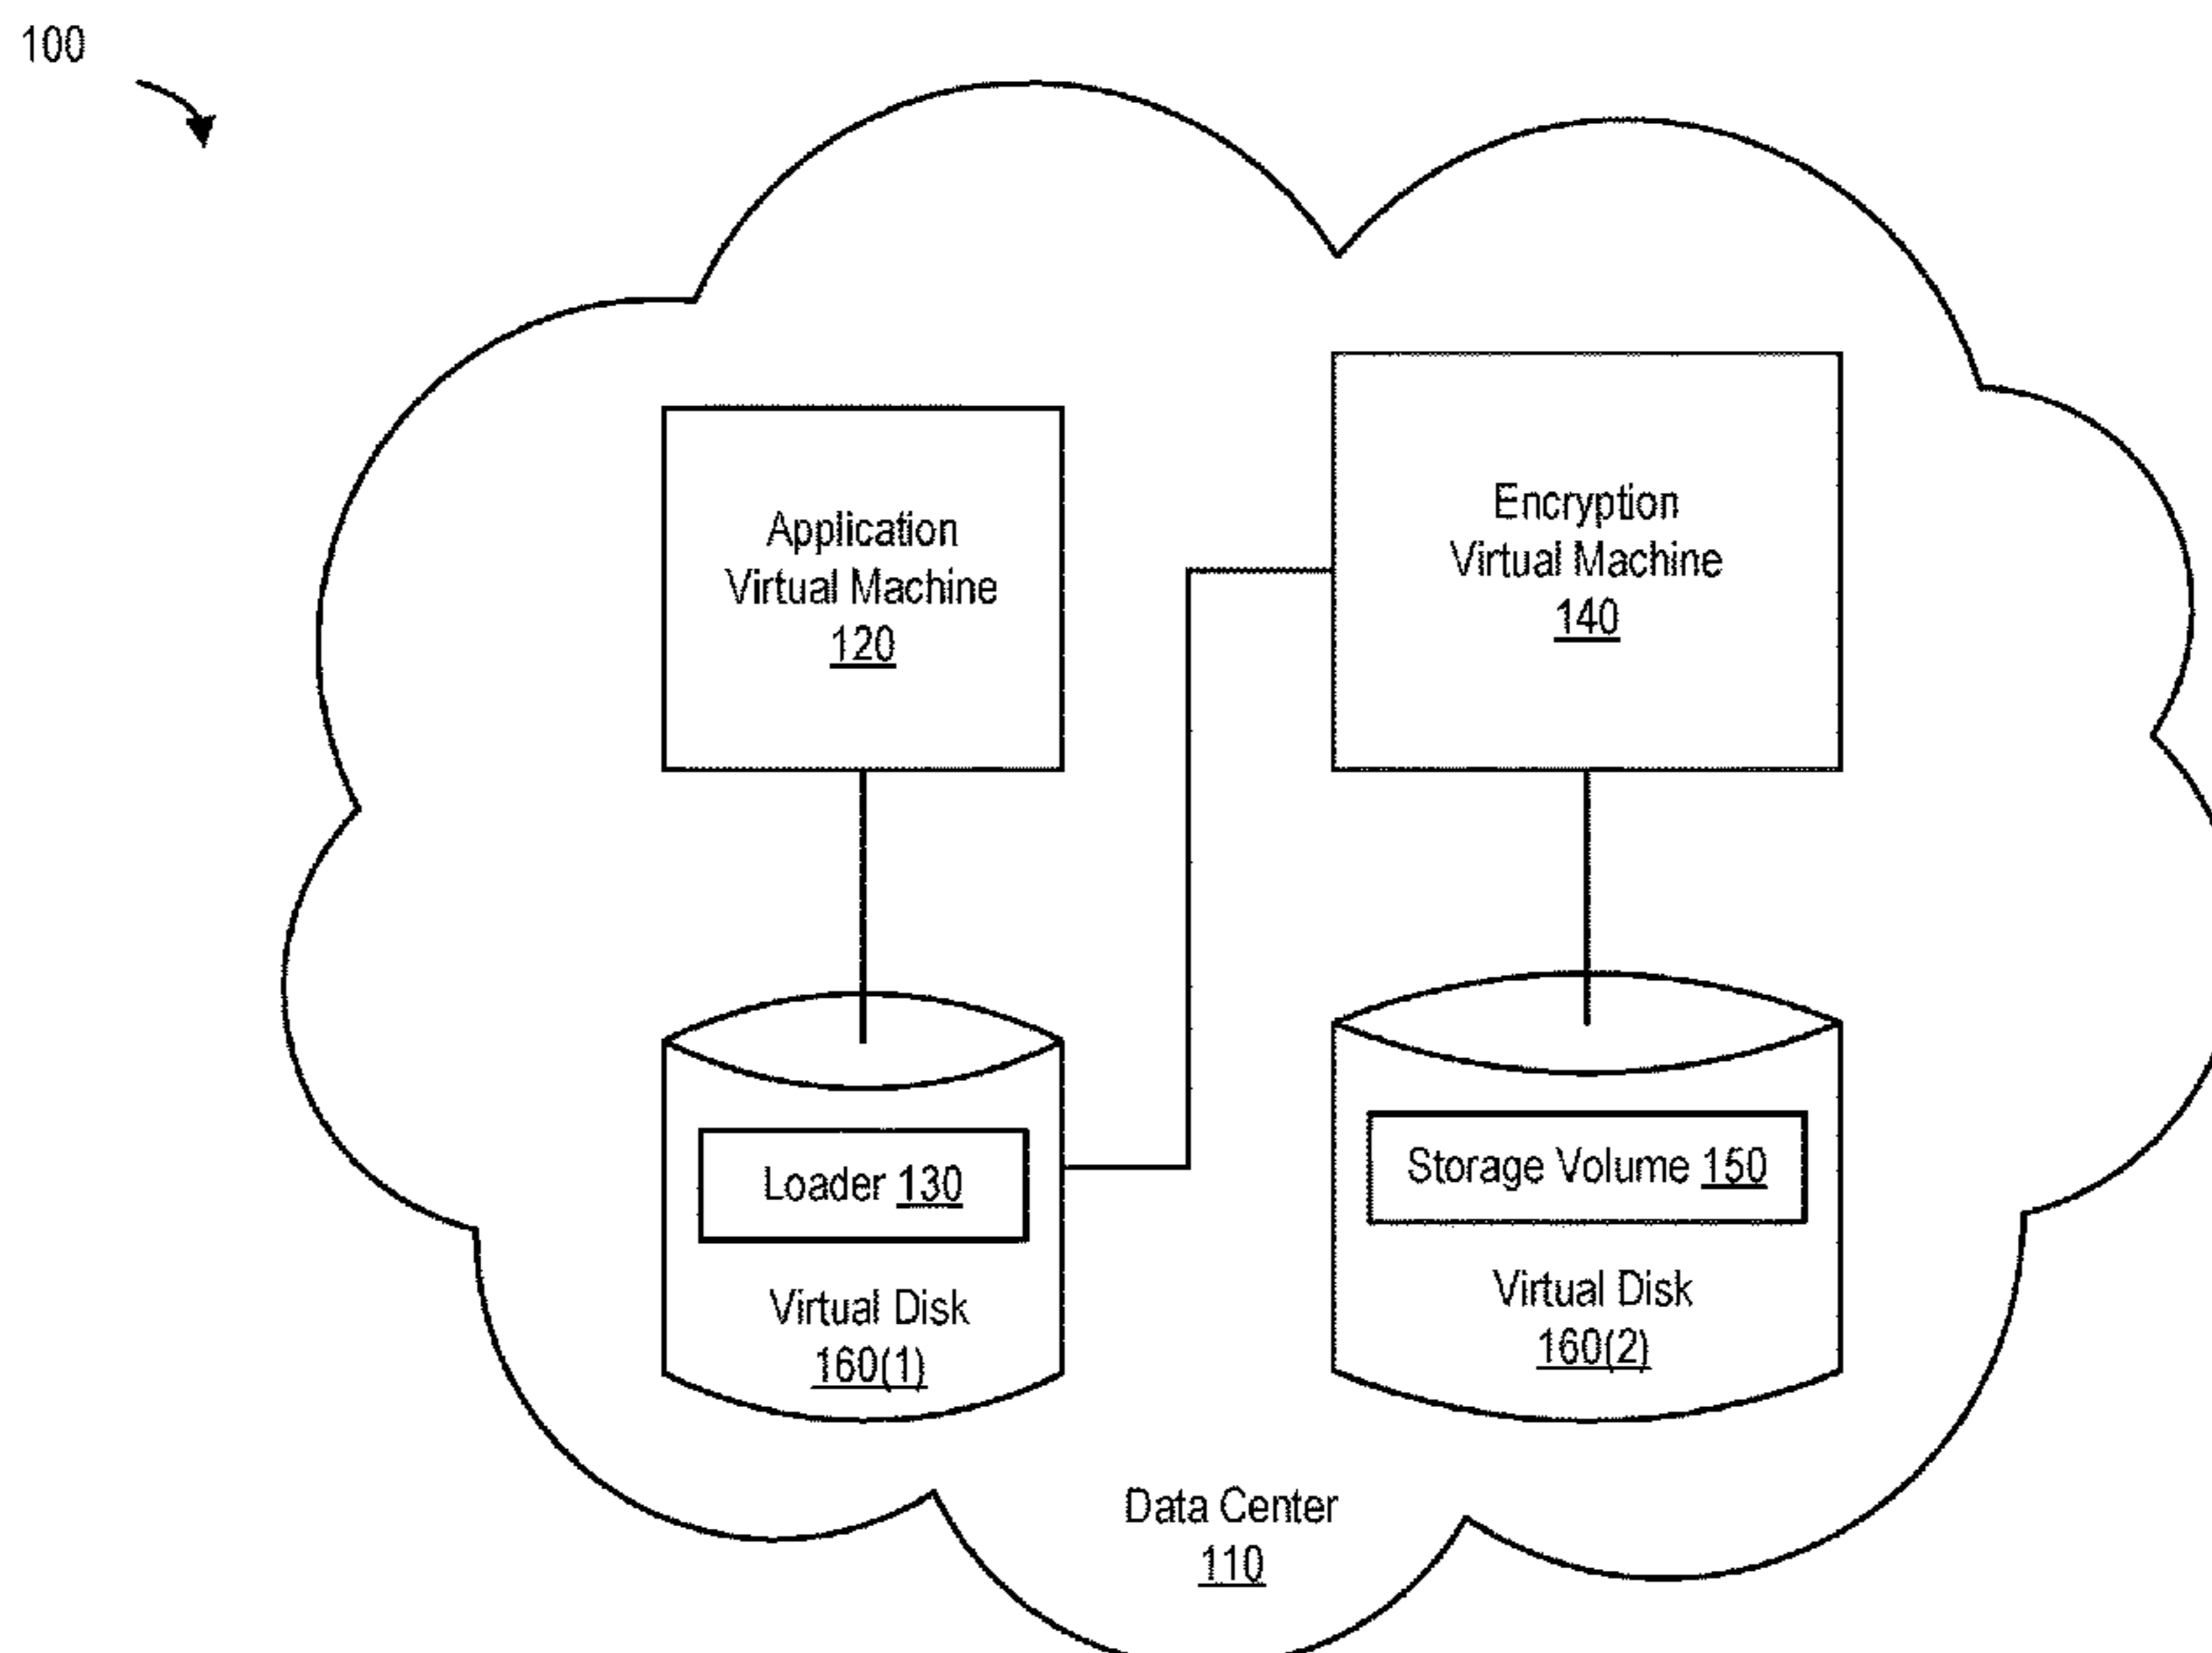 100
Application
Virtual Machine
120
Encryption
Virtual Machine
140
Loader 130
Virtual Disk
160(1)
Storage Volume 150
Virtual Disk
160(2)
Data Center
110